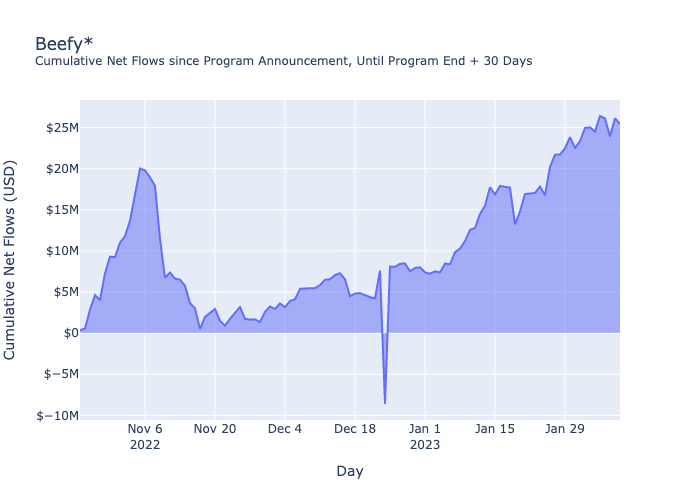 Beefy*
Cumulative Net Flows since Program Announcement, Until Program End + 30 Days
Cumulative Net Flows (USD)
$25M
$20M
$15M
$10M
$5M
$0
$−5M
$−10M
Nov 6
2022
Nov 20
Dec 4
Dec 18
Jan 1
2023
Jan 15
Jan 29
Day